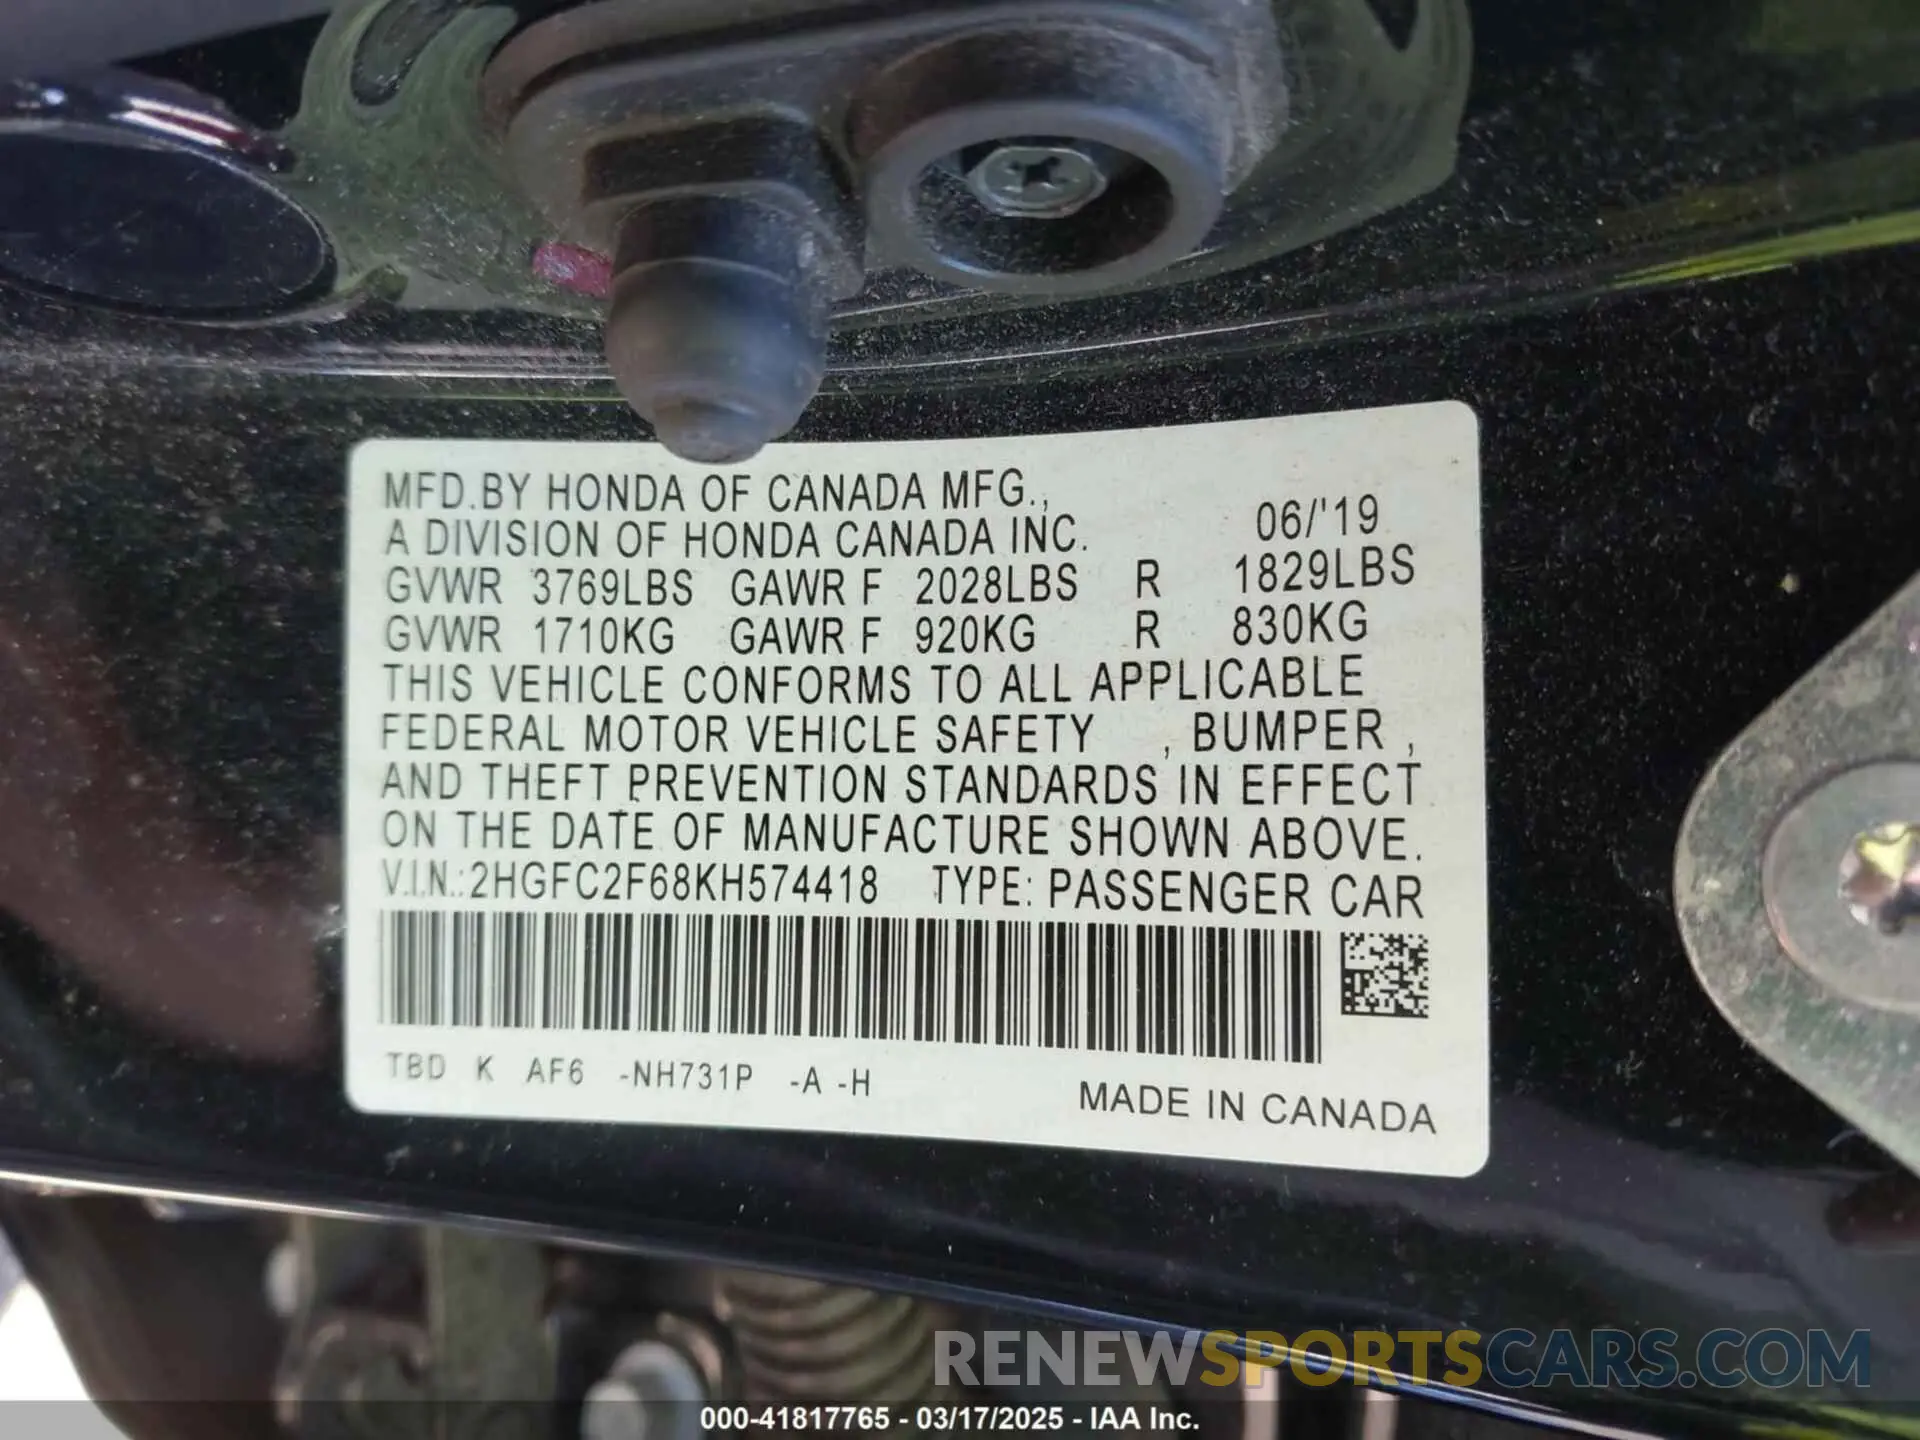 MFD.BY HONDA OF CANADA MFG.,
A DIVISION OF HONDA CANADA INC. 06/'19
GVWR 3769LBS GAWR F 2028LBS R 1829LBS
GVWR 1710KG GAWR F 920KG R 830KG
THIS VEHICLE CONFORMS TO ALL APPLICABLE
FEDERAL MOTOR VEHICLE SAFETY , BUMPER ,
AND THEFT PREVENTION STANDARDS IN EFFECT
ON THE DATE OF MANUFACTURE SHOWN ABOVE.
V.I.N.:2HGFC2F68KH574418 TYPE: PASSENGER CAR
TBD K AF6 -NH731P -A -H
MADE IN CANADA
RENEWSPORTSCARS.COM
000-41817765 - 03/17/2025 - IAA Inc.